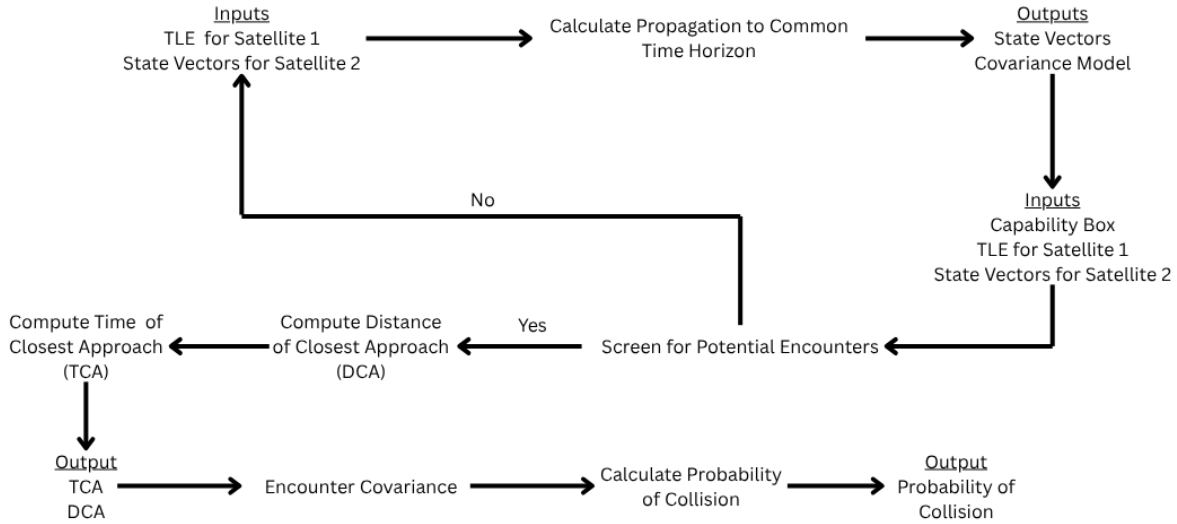 Inputs
TLE for Satellite 1
State Vectors for Satellite 2
Calculate Propagation to Common
Time Horizon
Outputs
State Vectors
Covariance Model
Inputs
Capability Box
TLE for Satellite 1
State Vectors for Satellite 2
No
Screen for Potential Encounters
Yes
Compute Distance
of Closest Approach
(DCA)
Compute Time of
Closest Approach
(TCA)
Output
TCA
DCA
Encounter Covariance
Calculate Probability
of Collision
Output
Probability of
Collision